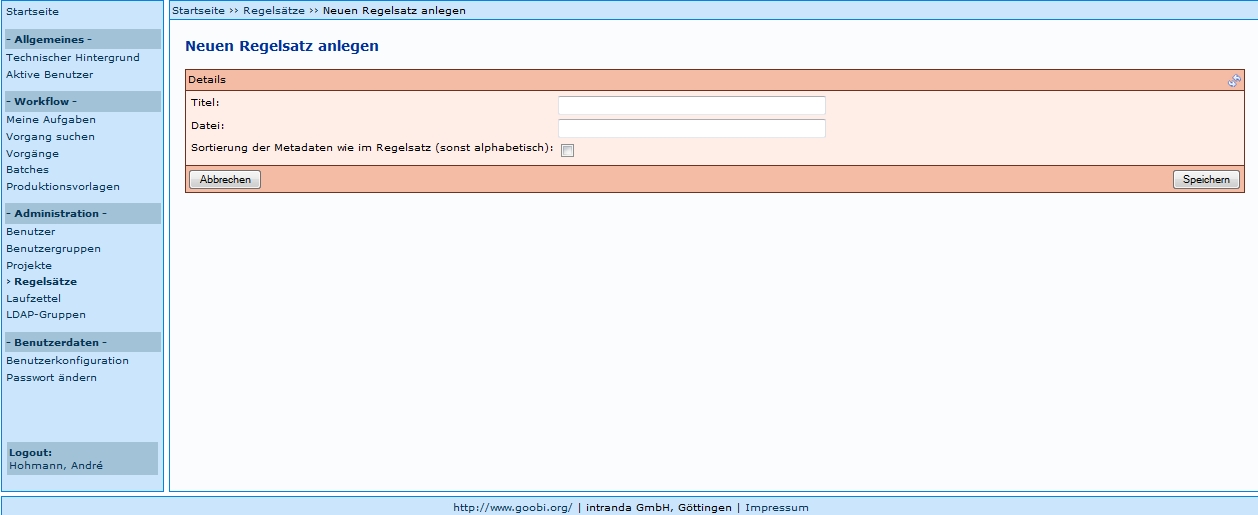 Startseite
- Allgemeines -
Technischer Hintergrund
Aktive Benutzer
- Workflow -
Meine Aufgaben
Vorgang suchen
Vorgänge
Batches
Produktionsvorlagen
- Administration -
Benutzer
Benutzergruppen
Projekte
› Regelsätze
Laufzettel
LDAP-Gruppen
- Benutzerdaten -
Benutzerkonfiguration
Passwort ändern
Logout:
Hohmann, André
Startseite ›› Regelsätze ›› Neuen Regelsatz anlegen
Neuen Regelsatz anlegen
Details
Titel:
Datei:
Sortierung der Metadaten wie im Regelsatz (sonst alphabetisch):
Abbrechen Speichern
http://www.goobi.org/ | intranda GmbH, Göttingen | Impressum